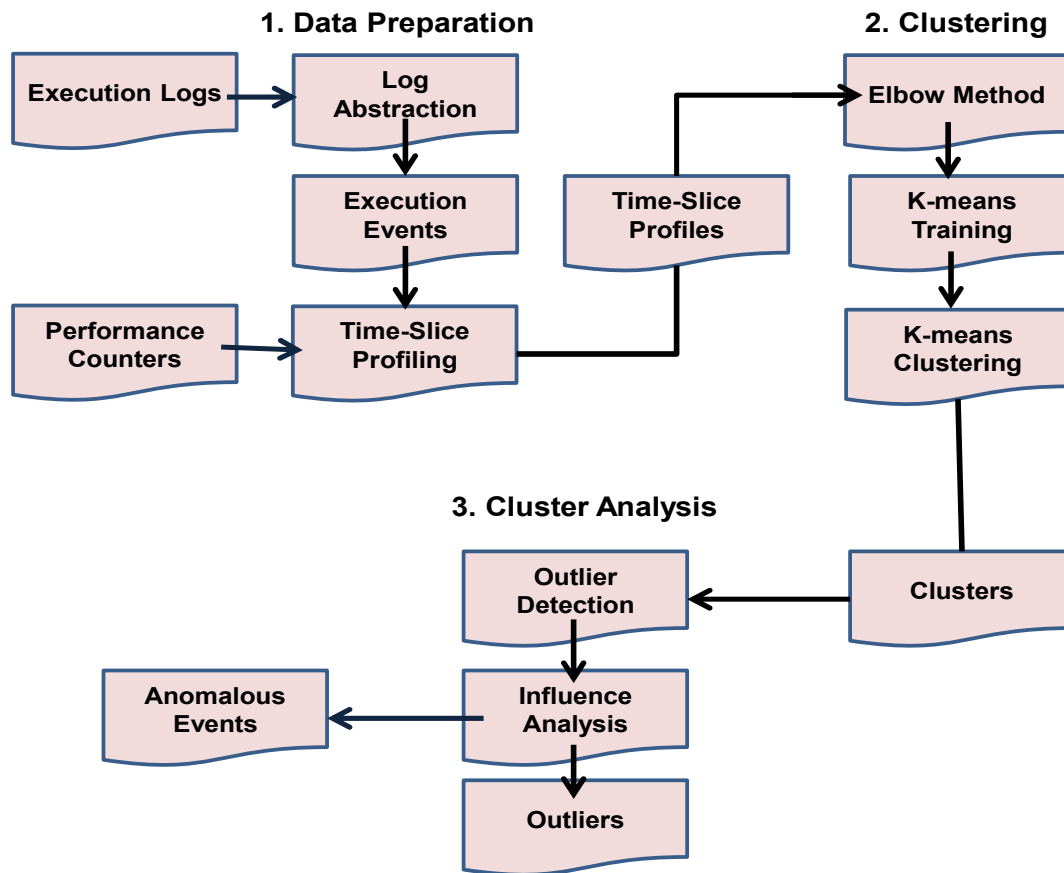 1. Data Preparation
2. Clustering
Execution Logs
Log
Abstraction
Elbow Method
Execution
Events
Time-Slice
Profiles
K-means
Training
Performance
Counters
Time-Slice
Profiling
K-means
Clustering
3. Cluster Analysis
Outlier
Detection
Clusters
Anomalous
Events
Influence
Analysis
Outliers